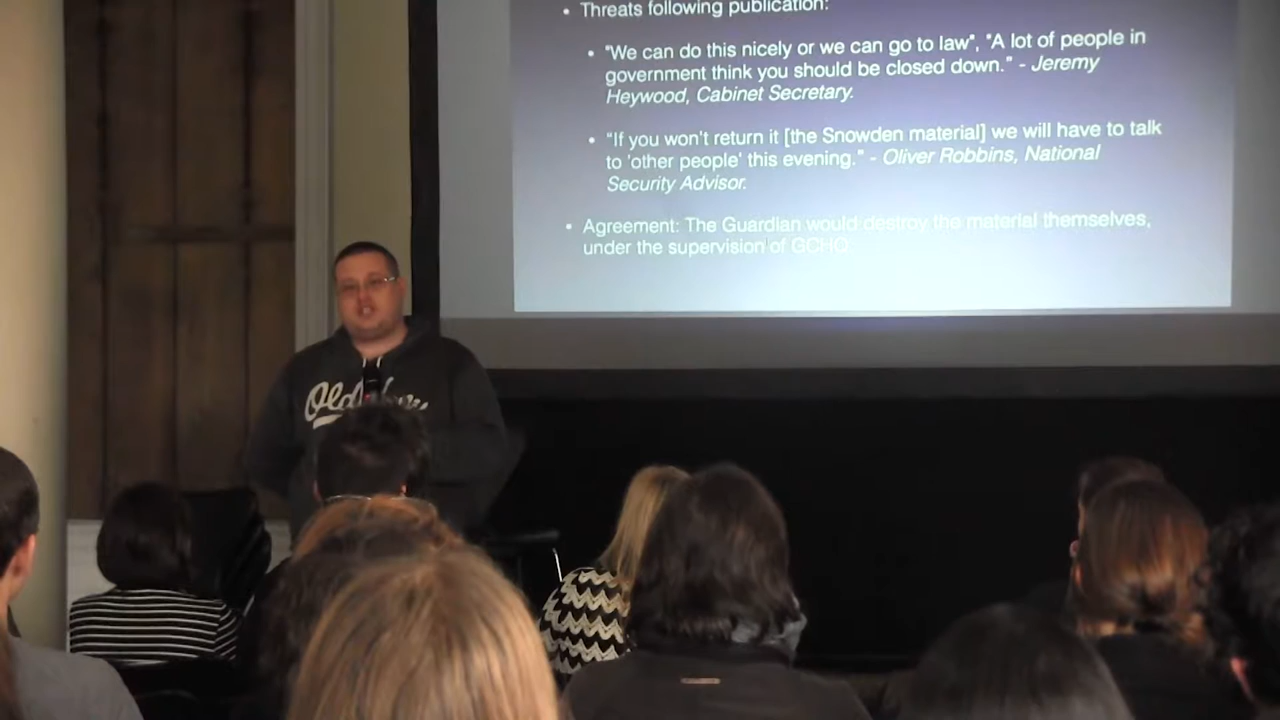 • Threats following publication:
• "We can do this nicely or we can go to law", "A lot of people in
government think you should be closed down." - Jeremy
Heywood, Cabinet Secretary.
• "If you won't return it [the Snowden material] we will have to talk
to 'other people' this evening." - Oliver Robbins, National
Security Advisor.
• Agreement: The Guardian would destroy the material themselves,
under the supervision of GCHQ.
Old